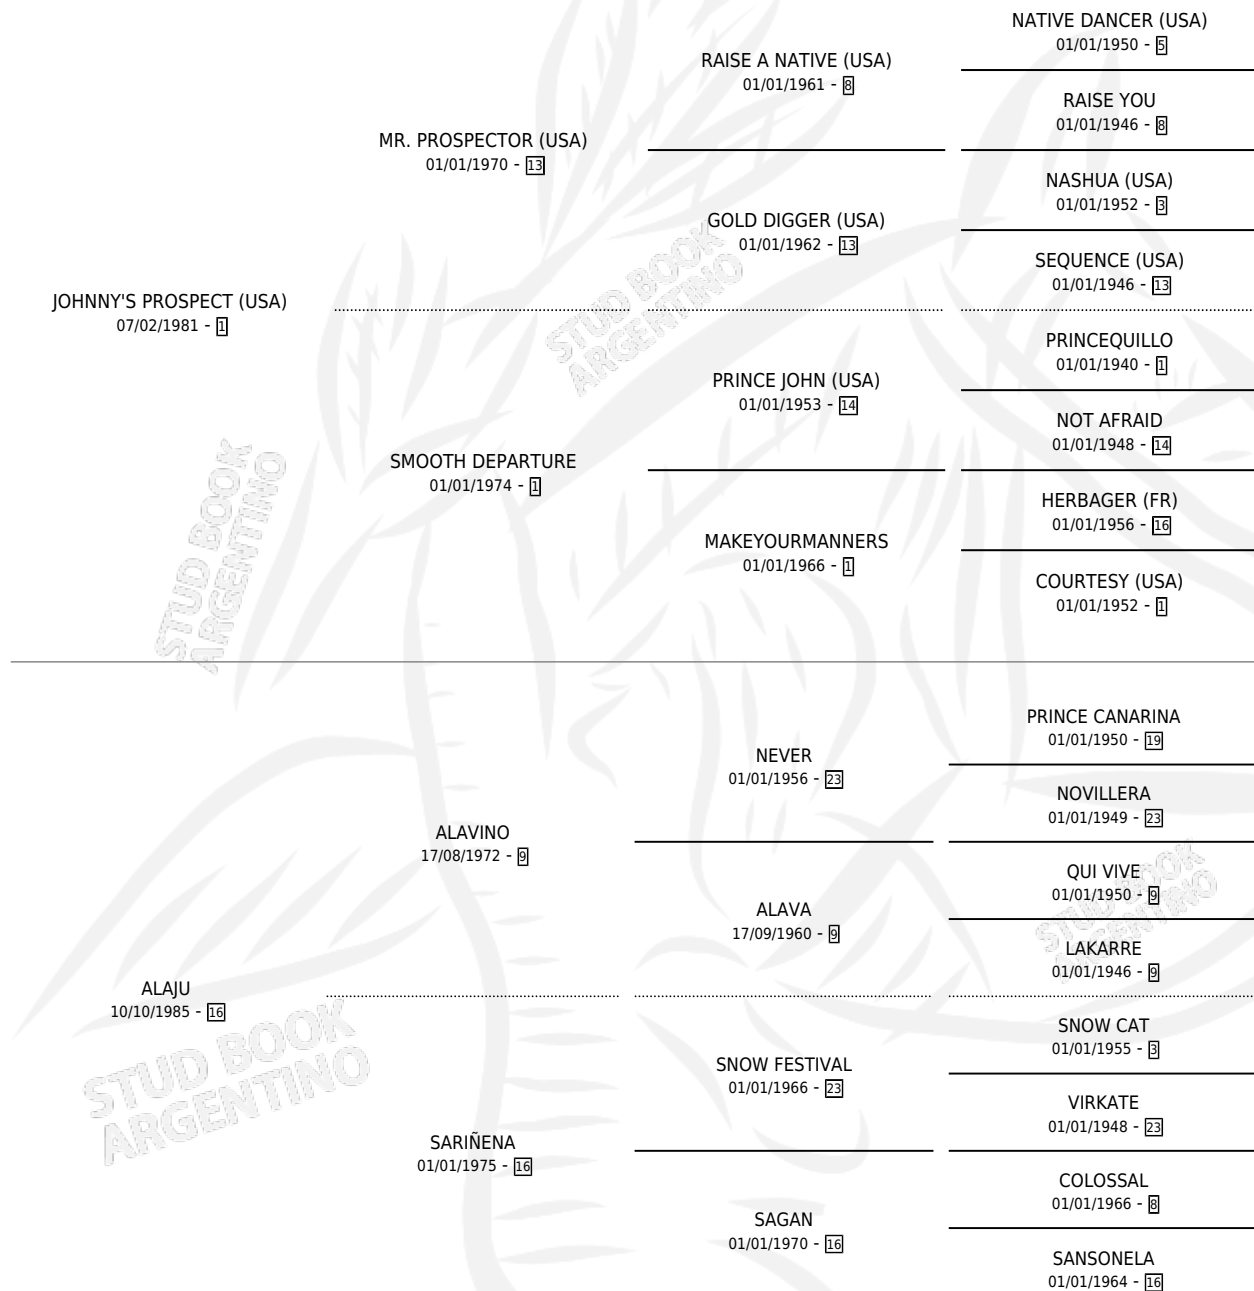 NATIVE DANCER (USA)
01/01/1950 - 5
RAISE A NATIVE (USA)
01/01/1961 - 8
RAISE YOU
01/01/1946 - 8
MR. PROSPECTOR (USA)
01/01/1970 - 13
NASHUA (USA)
01/01/1952 - 3
GOLD DIGGER (USA)
01/01/1962 - 13
SEQUENCE (USA)
01/01/1946 - 13
JOHNNY'S PROSPECT (USA)
07/02/1981 - 1
STUD BOOK
ARGENTINO
PRINCEQUILLO
01/01/1940 - 1
PRINCE JOHN (USA)
01/01/1953 - 14
NOT AFRAID
01/01/1948 - 14
SMOOTH DEPARTURE
01/01/1974 - 1
HERBAGER (FR)
01/01/1956 - 16
MAKEYOURMANNERS
01/01/1966 - 1
COURTESY (USA)
01/01/1952 - 1
STUD BOOK
ARGENTINO
PRINCE CANARINA
01/01/1950 - 19
NEVER
01/01/1956 - 23
NOVILLERA
01/01/1949 - 23
ALAVINO
17/08/1972 - 9
QUI VIVE
01/01/1950 - 9
ALAVA
17/09/1960 - 9
LAKARRE
01/01/1946 - 9
STUD BOOK
ARGENTINO
ALAJU
10/10/1985 - 16
SNOW CAT
01/01/1955 - 3
SNOW FESTIVAL
01/01/1966 - 23
VIRKATE
01/01/1948 - 23
STUD BOOK
ARGENTINO
SARIÑENA
01/01/1975 - 16
COLOSSAL
01/01/1966 - 8
SAGAN
01/01/1970 - 16
SANSONELA
01/01/1964 - 16